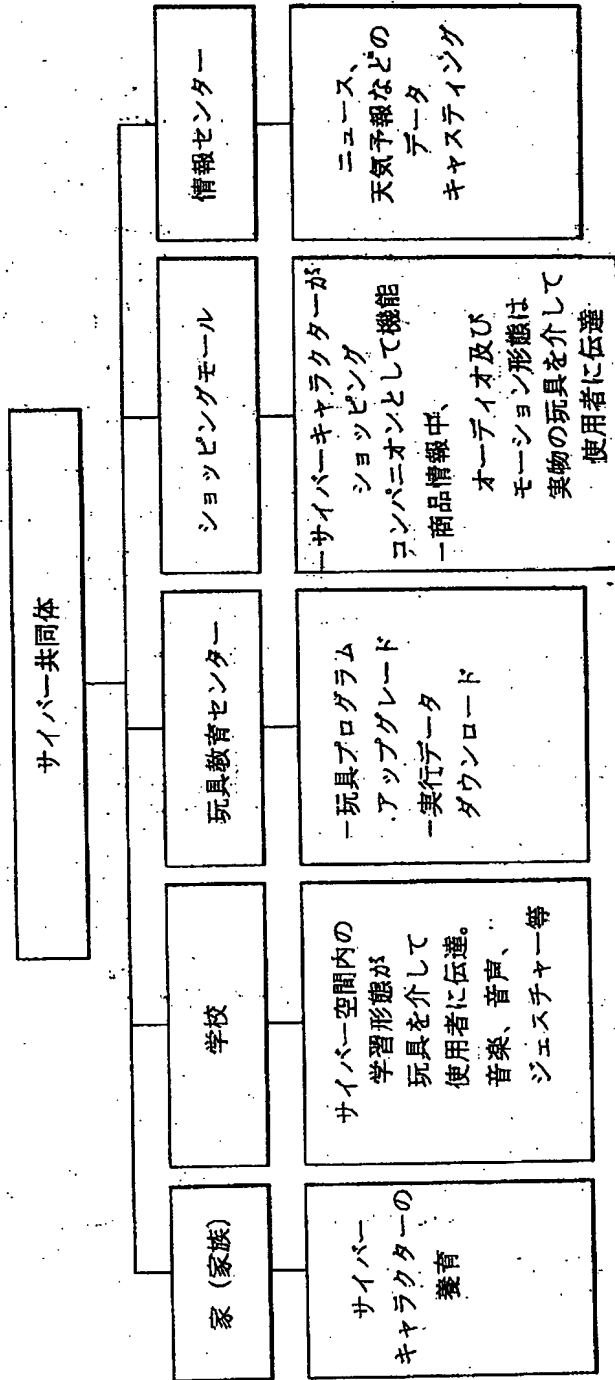 サイバー共同体
家 (家族)
サイバー
キャラクターの
養育
学校
サイバー空間内の
学習形態が
玩具を介して
使用者に伝達。
音楽、音声、
ジェスチャー等
玩具教育センター
ー玩具プログラム
アップグレード
ー実行データ
ダウンロード
ショッピングモール
ーサイバーキャラクターが
ショッピング
コンパニオンとして機能
ー商品情報中、
オーディオ及び
モーション形態は
実物の玩具を介して
使用者に伝達
情報センター
ニュース、
天気予報などの
データ
キャスティング